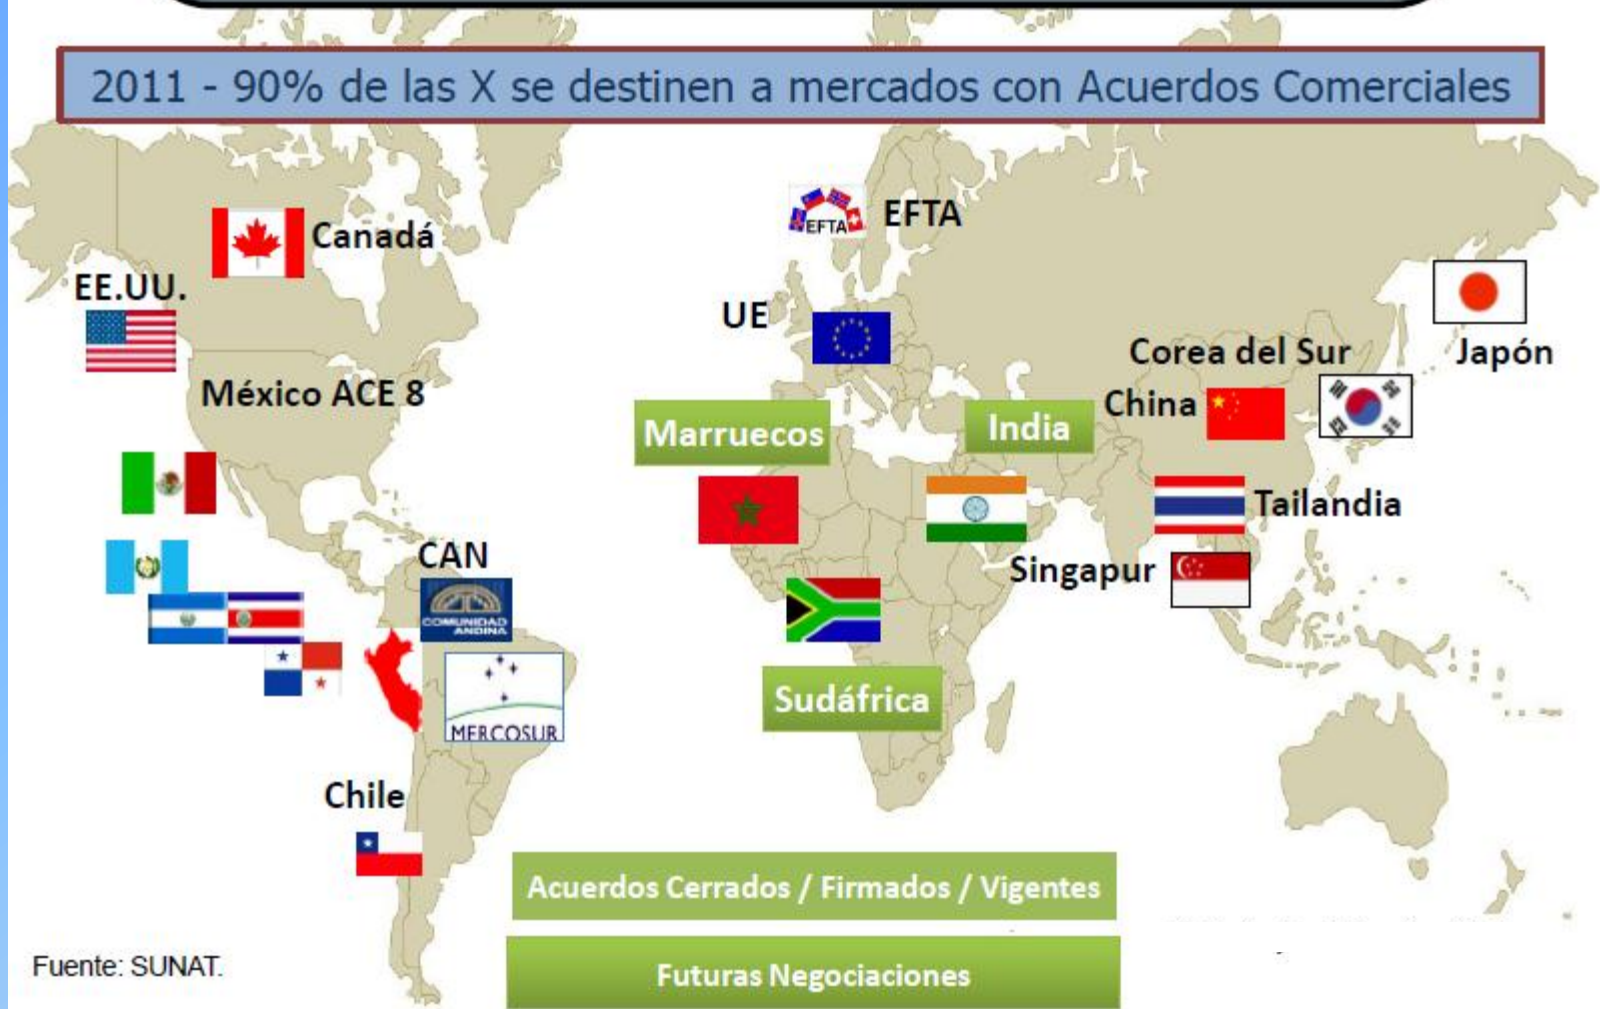 2011 - 90% de las X se destinen a mercados con Acuerdos Comerciales
EFTA
EFTA
Canadá
EE.UU.
UE
Japón
Corea del Sur
México ACE 8
China
Marruecos
India
Tailandia
CAN
Singapur
COMUNIDAD
ANDINA
Sudáfrica
MERCOSUR
Chile
Acuerdos Cerrados / Firmados / Vigentes
Fuente: SUNAT.
Futuras Negociaciones